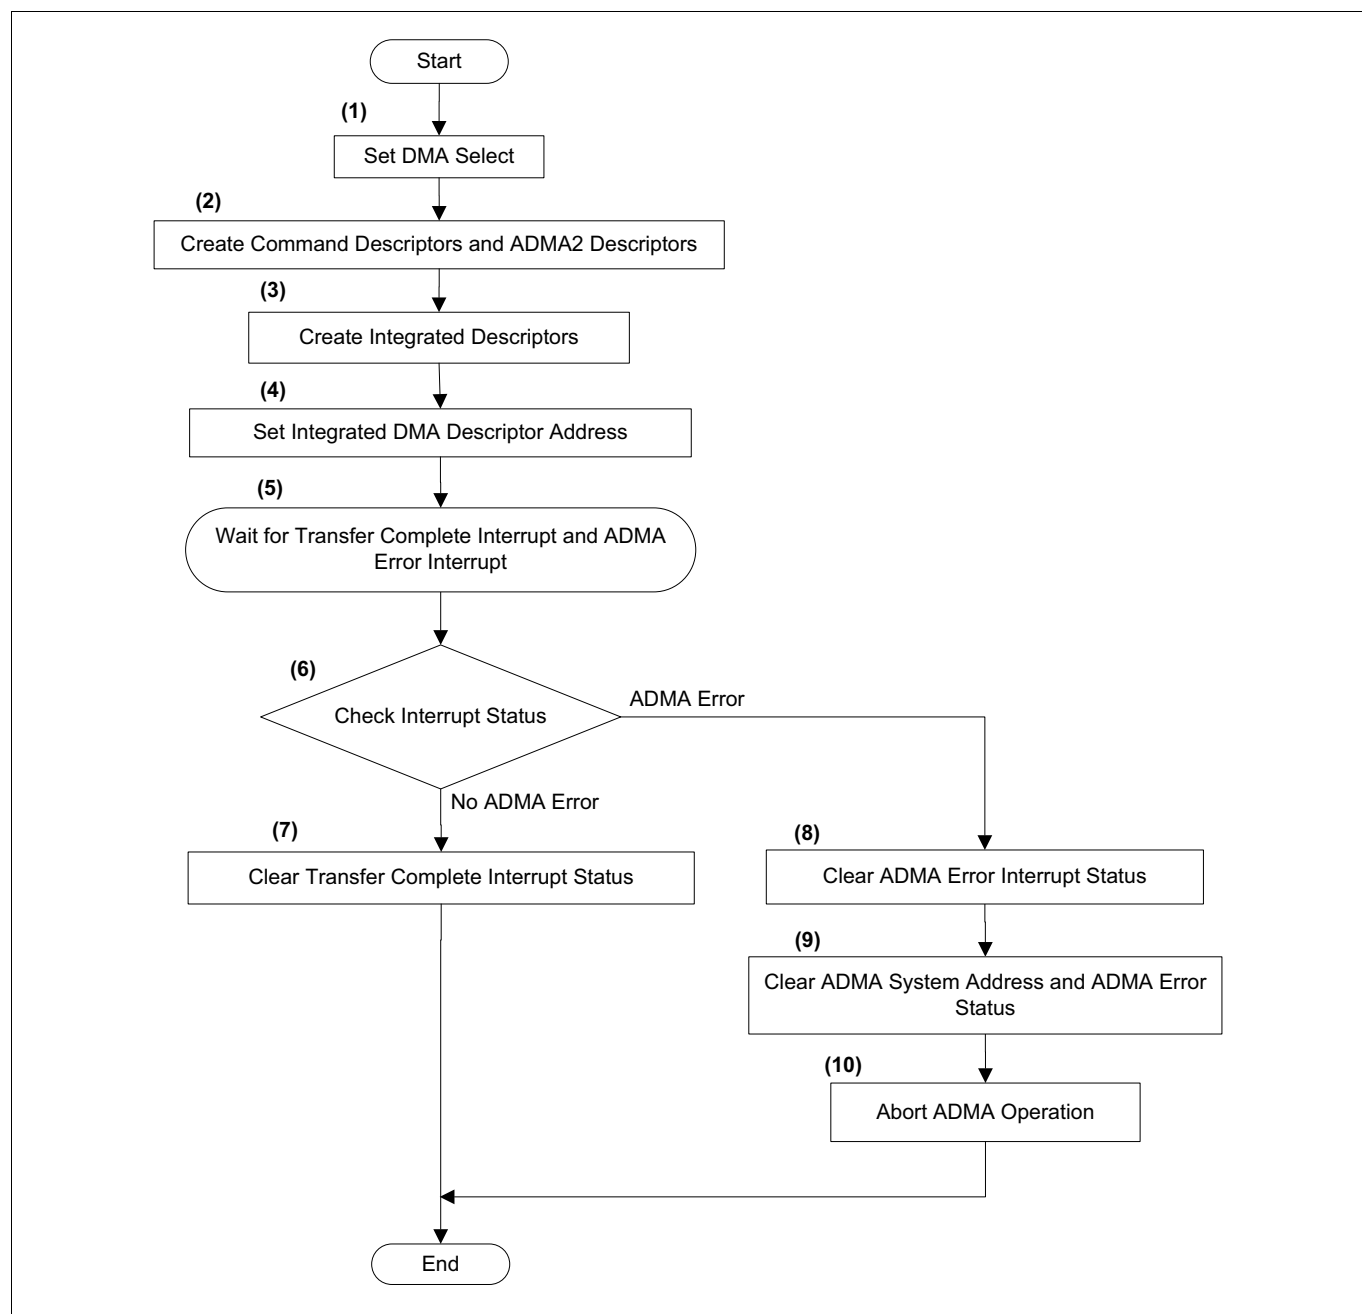 Start
(1)
Set DMA Select
(2)
Create Command Descriptors and ADMA2 Descriptors
(3)
Create Integrated Descriptors
(4)
Set Integrated DMA Descriptor Address
(5)
Wait for Transfer Complete Interrupt and ADMA
Error Interrupt
(6)
Check Interrupt Status
ADMA Error
No ADMA Error
(7)
Clear Transfer Complete Interrupt Status
(8)
Clear ADMA Error Interrupt Status
(9)
Clear ADMA System Address and ADMA Error
Status
(10)
Abort ADMA Operation
End